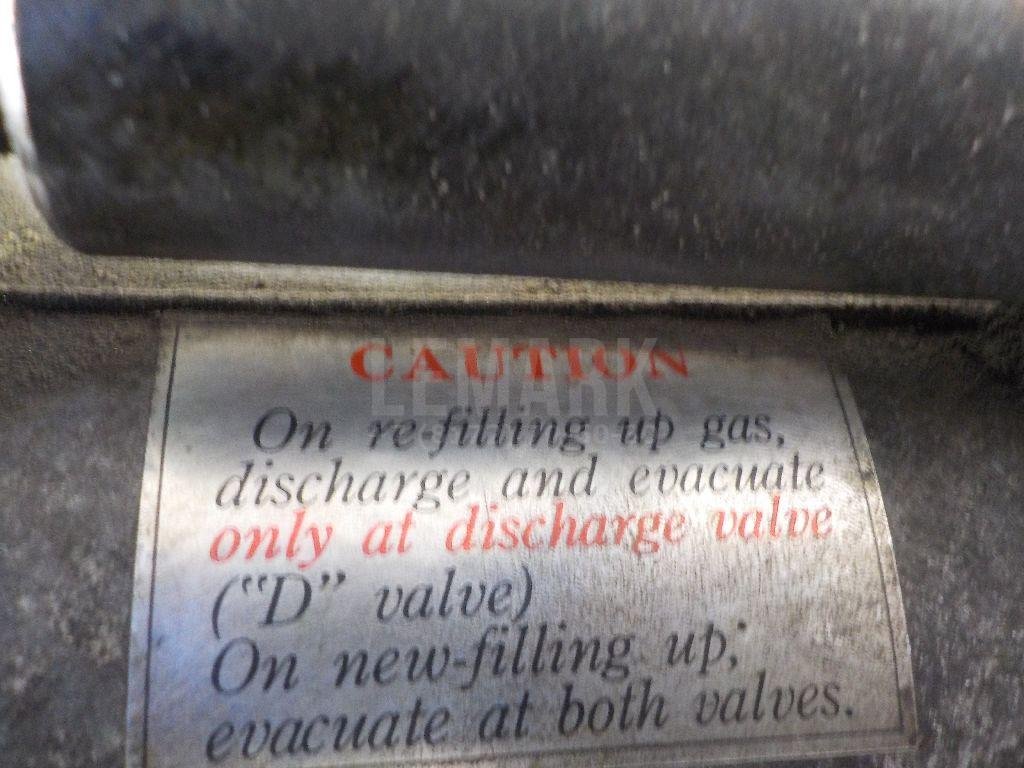 CAUTION
LEMARK
On re-filling up gas,
discharge and evacuate
only at discharge valve
("D" valve)
On new-filling up,
evacuate at both valves.